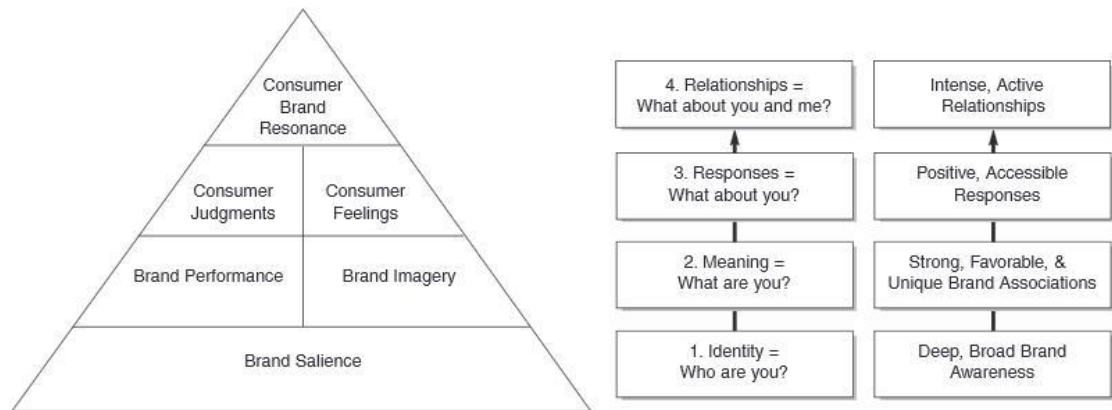 Consumer
Brand
Resonance
Consumer
Judgments
Consumer
Feelings
Brand Performance
Brand Imagery
Brand Salience
4. Relationships =
What about you and me?
Intense, Active
Relationships
3. Responses =
What about you?
Positive, Accessible
Responses
2. Meaning =
What are you?
Strong, Favorable, &
Unique Brand Associations
1. Identity =
Who are you?
Deep, Broad Brand
Awareness